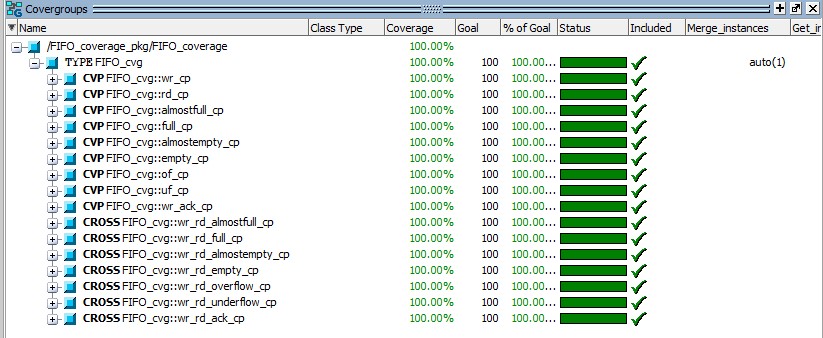 Covergroups
Name Class Type Coverage Goal % of Goal Status Included Merge_instances Get_ir
/FIFO_coverage_pkg/FIFO_coverage 100.00%
TYPE FIFO_cvg 100.00% 100 100.00... auto(1)
CVP FIFO_cvg::wr_cp 100.00% 100 100.00...
CVP FIFO_cvg::rd_cp 100.00% 100 100.00...
CVP FIFO_cvg::almostfull_cp 100.00% 100 100.00...
CVP FIFO_cvg::full_cp 100.00% 100 100.00...
CVP FIFO_cvg::almostempty_cp 100.00% 100 100.00...
CVP FIFO_cvg::empty_cp 100.00% 100 100.00...
CVP FIFO_cvg::of_cp 100.00% 100 100.00...
CVP FIFO_cvg::uf_cp 100.00% 100 100.00...
CVP FIFO_cvg::wr_ack_cp 100.00% 100 100.00...
CROSS FIFO_cvg::wr_rd_almostfull_cp 100.00% 100 100.00...
CROSS FIFO_cvg::wr_rd_full_cp 100.00% 100 100.00...
CROSS FIFO_cvg::wr_rd_almostempty_cp 100.00% 100 100.00...
CROSS FIFO_cvg::wr_rd_empty_cp 100.00% 100 100.00...
CROSS FIFO_cvg::wr_rd_overflow_cp 100.00% 100 100.00...
CROSS FIFO_cvg::wr_rd_underflow_cp 100.00% 100 100.00...
CROSS FIFO_cvg::wr_rd_ack_cp 100.00% 100 100.00...